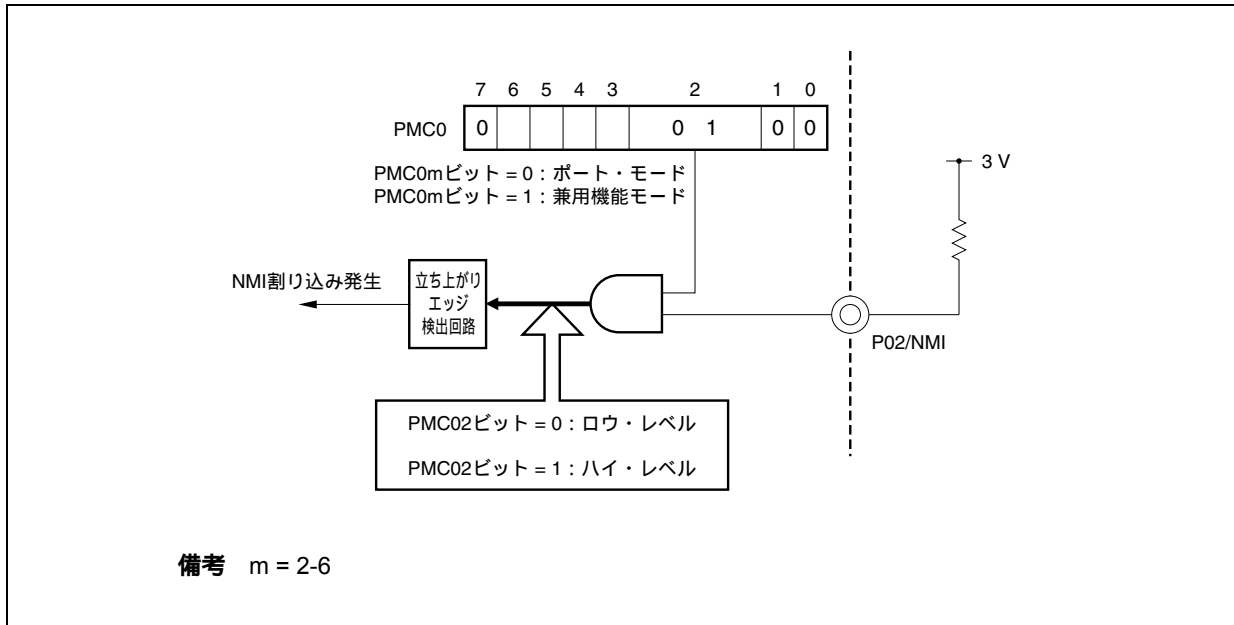 7 6 5 4 3 2 1 0
PMC0 0 0 1 0 0
PMC0mビット = 0：ポート・モード
PMC0mビット = 1：兼用機能モード
3 V
NMI割り込み発生
立ち上がり
エッジ
検出回路
P02/NMI
PMC02ビット = 0：ロウ・レベル
PMC02ビット = 1：ハイ・レベル
備考 m = 2-6